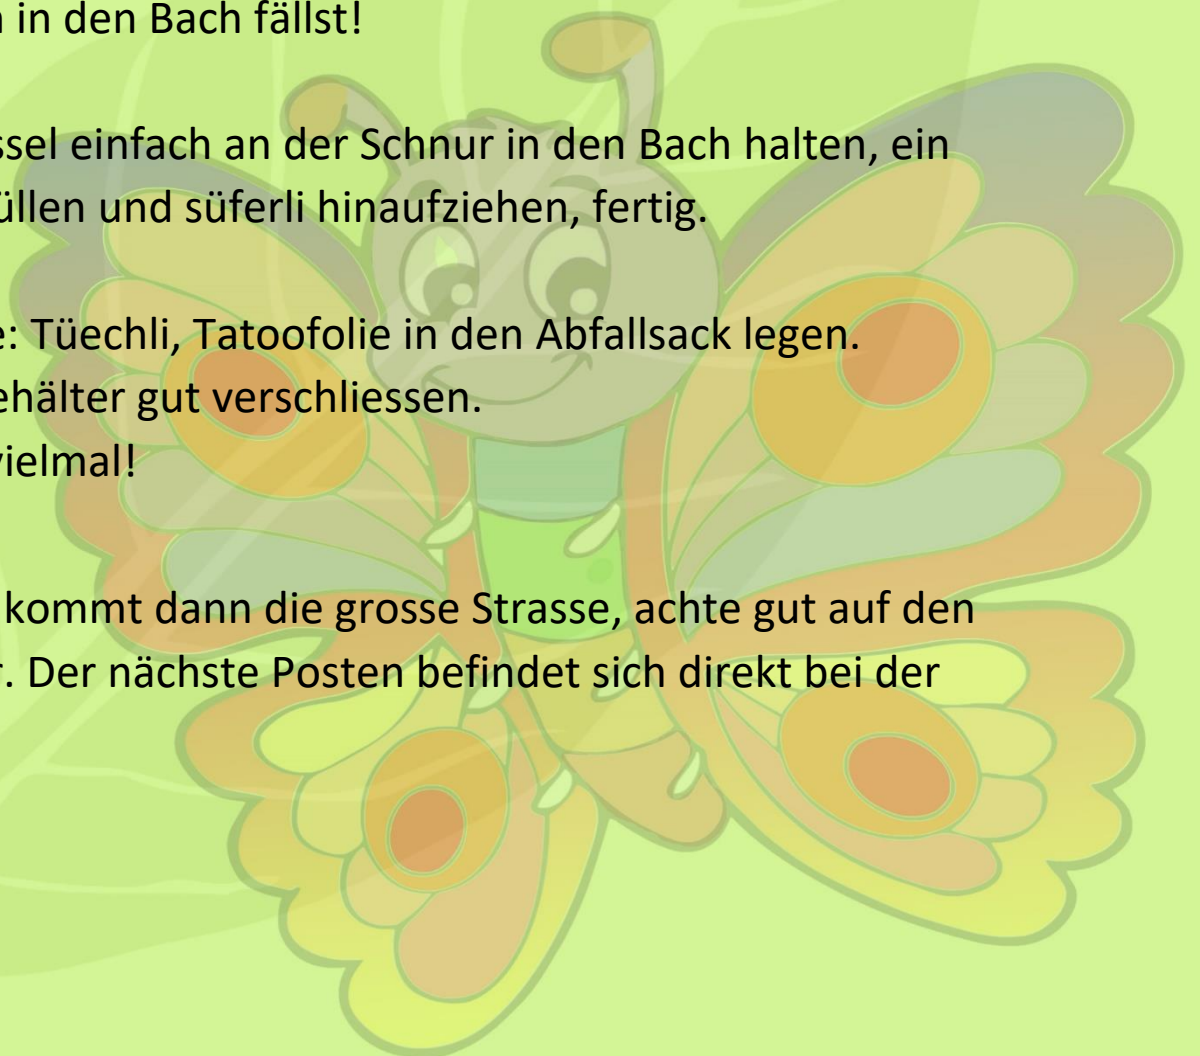 in den Bach fällst!
ssel einfach an der Schnur in den Bach halten, ein
üllen und süferli hinaufziehen, fertig.
e: Tüechli, Tatoofolie in den Abfallsack legen.
ehälter gut verschliessen.
vielmal!
kommt dann die grosse Strasse, achte gut auf den
. Der nächste Posten befindet sich direkt bei der